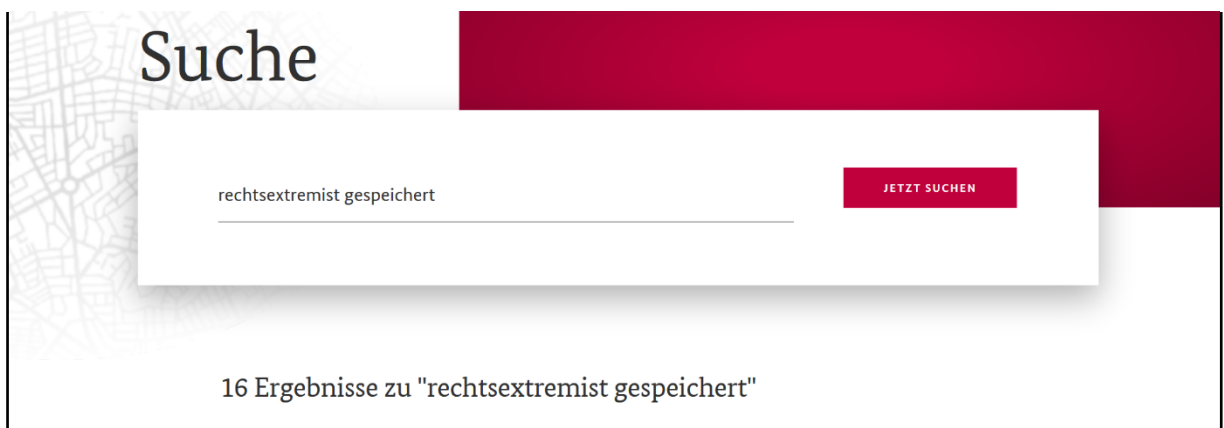 Suche
rechtsextremist gespeichert
JETZT SUCHEN
16 Ergebnisse zu "rechtsextremist gespeichert"